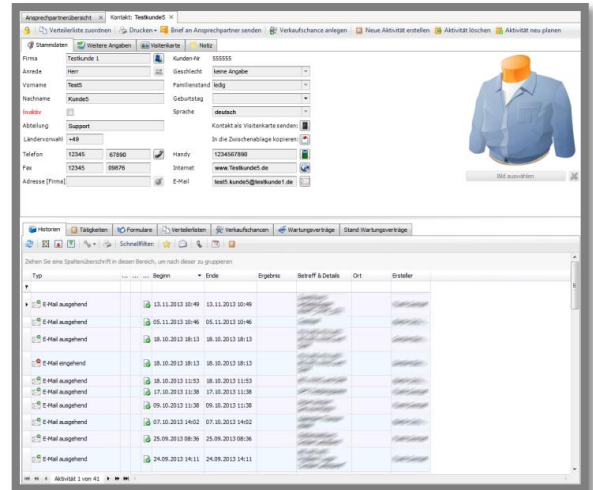 Ansprechpartnerübersicht Kontakt: Testkunde5
Verteilerliste zuordnen Drucken Brief an Ansprechpartner senden Verkaufschance anlegen Neue Aktivität erstellen Aktivität löschen Aktivität neu planen
Stammdaten Weitere Angaben Visitenkarte Notiz
Firma Testkunde 1 Kunden-Nr 555555
Anrede Herr Geschlecht keine Angabe
Vorname Test5 Familienstand ledig
Nachname Kunde5 Geburtstag
Inaktiv Sprache deutsch
Abteilung Support Kontakt als Visitenkarte senden:
Ländervorwahl +49 In die Zwischenablage kopieren:
Telefon 12345 67890 Handy 1234567890
Fax 12345 09876 Internet www.Testkunde5.de
Adresse [Firma] E-Mail test5.kunde5@testkunde1.de
Bild auswählen
Historien Tätigkeiten Formulare Verteilerlisten Verkaufschancen Wartungsverträge Stand Wartungsverträge
Schnellfilter:
Ziehen Sie eine Spaltenüberschrift in diesen Bereich, um nach dieser zu gruppieren
Typ ... ... ... Beginn Ende Ergebnis Betreff & Details Ort Ersteller
E-Mail ausgehend 13.11.2013 10:49 13.11.2013 10:49
E-Mail ausgehend 05.11.2013 10:46 05.11.2013 10:46
E-Mail ausgehend 18.10.2013 18:13 18.10.2013 18:13
E-Mail eingehend 18.10.2013 18:13 18.10.2013 18:13
E-Mail ausgehend 18.10.2013 11:53 18.10.2013 11:53
E-Mail ausgehend 17.10.2013 11:38 17.10.2013 11:38
E-Mail ausgehend 09.10.2013 11:38 09.10.2013 11:38
E-Mail ausgehend 07.10.2013 14:02 07.10.2013 14:02
E-Mail ausgehend 25.09.2013 08:36 25.09.2013 08:36
E-Mail ausgehend 24.09.2013 14:11 24.09.2013 14:11
Aktivität 1 von 41